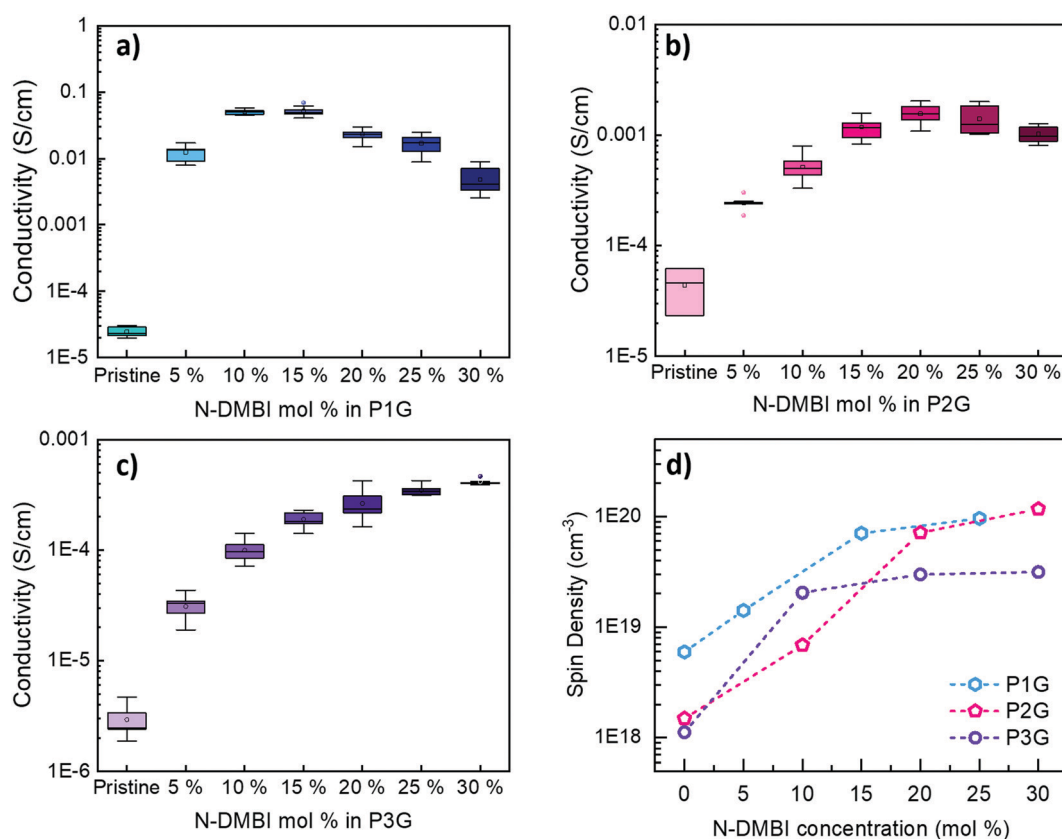 a)
Conductivity (S/cm)
1
0.1
0.01
0.001
1E-4
1E-5
Pristine 5 % 10 % 15 % 20 % 25 % 30 %
N-DMBI mol % in P1G
b)
Conductivity (S/cm)
0.01
0.001
1E-4
1E-5
Pristine 5 % 10 % 15 % 20 % 25 % 30 %
N-DMBI mol % in P2G
c)
Conductivity (S/cm)
0.001
1E-4
1E-5
1E-6
Pristine 5 % 10 % 15 % 20 % 25 % 30 %
N-DMBI mol % in P3G
d)
Spin Density (cm⁻³)
1E20
1E19
1E18
P1G
P2G
P3G
0 5 10 15 20 25 30
N-DMBI concentration (mol %)